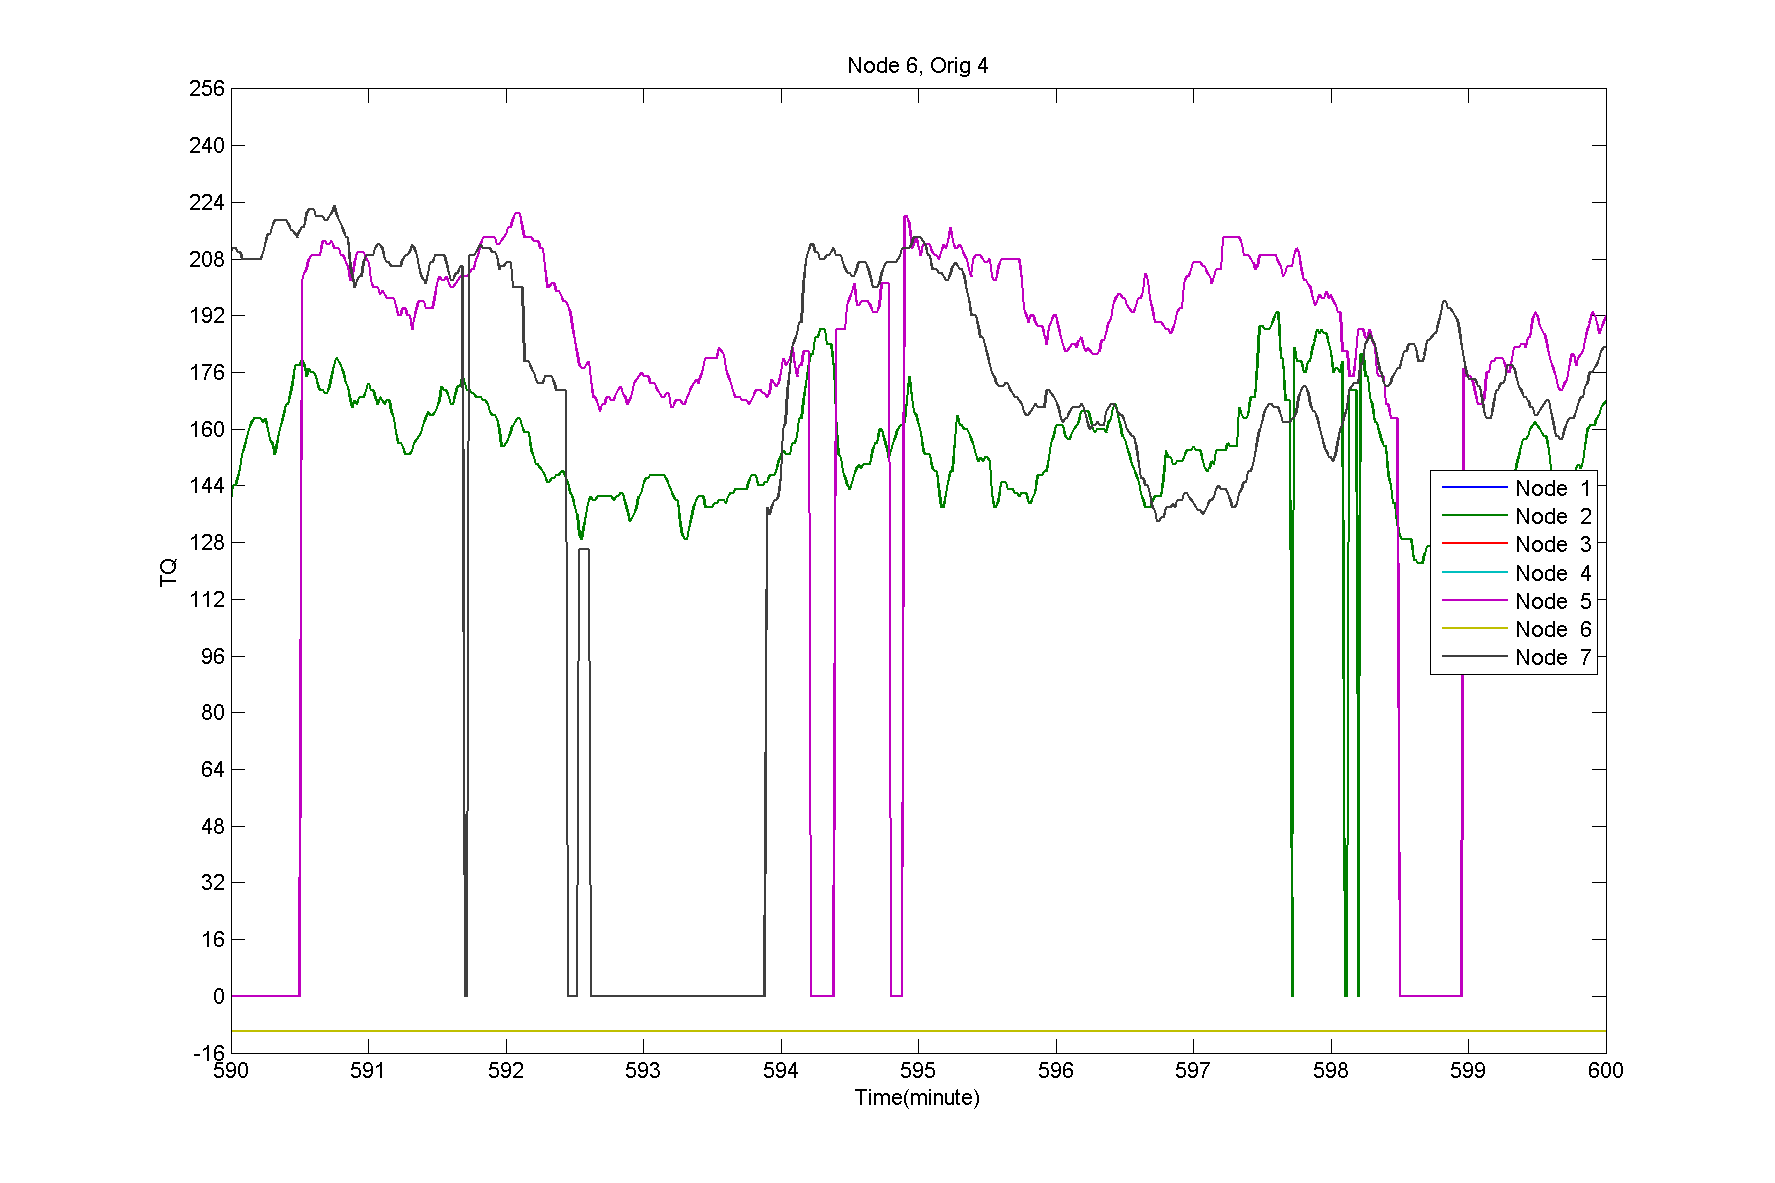 Node 6, Orig 4
256
240
224
208
192
176
160
144
128
112
96
80
64
48
32
16
0
-16
TQ
590 591 592 593 594 595 596 597 598 599 600
Time(minute)
Node 1
Node 2
Node 3
Node 4
Node 5
Node 6
Node 7